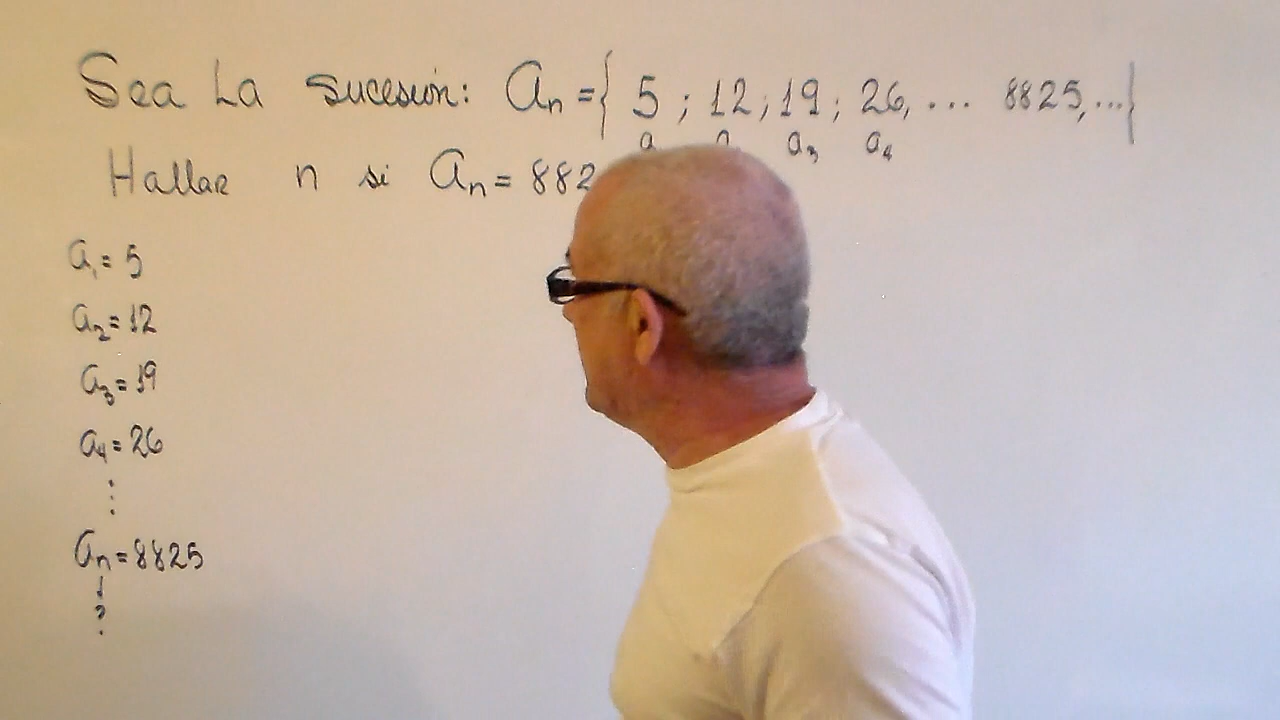 Sea La sucesión: an = { 5 ; 12 ; 19 ; 26, ... 8825, ... }
a a3 a4
Hallar n si an = 882
a1 = 5
a2 = 12
a3 = 19
a4 = 26
⋮
an = 8825
↓
?